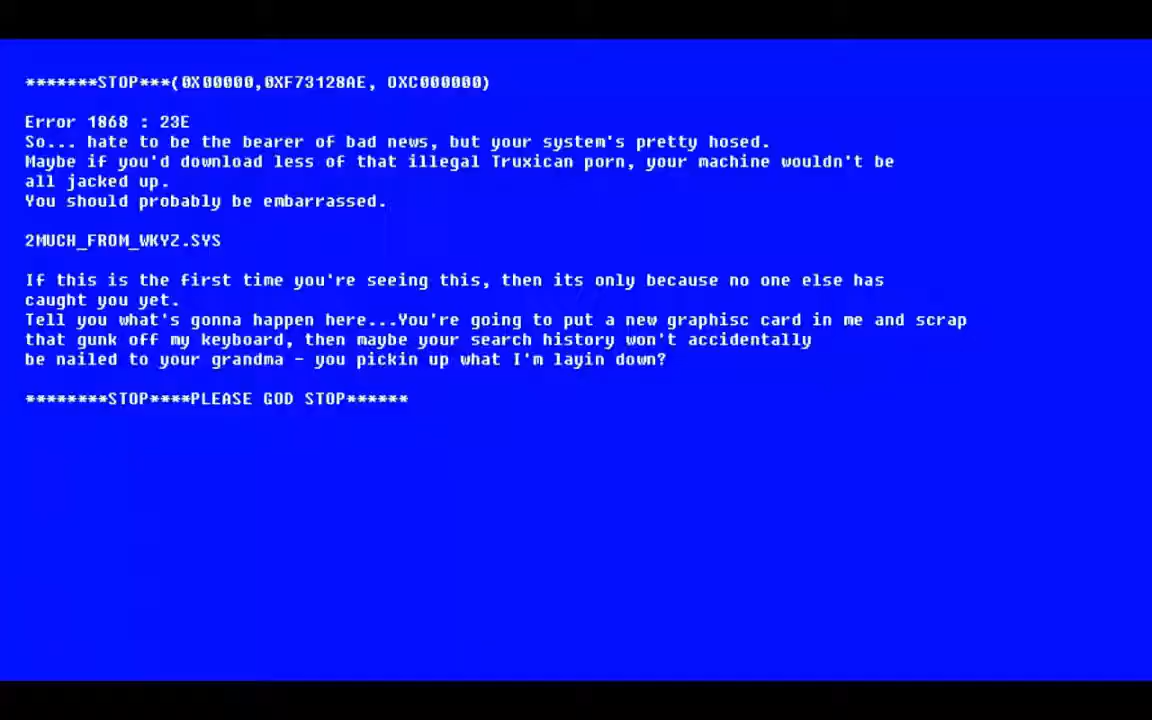 *******STOP***(0X00000,0XF73128AE, 0XC000000)
Error 1868 : 23E
So... hate to be the bearer of bad news, but your system's pretty hosed.
Maybe if you'd download less of that illegal Truxican porn, your machine wouldn't be
all jacked up.
You should probably be embarrassed.
2MUCH_FROM_WKYZ.SYS
If this is the first time you're seeing this, then its only because no one else has
caught you yet.
Tell you what's gonna happen here...You're going to put a new graphisc card in me and scrap
that gunk off my keyboard, then maybe your search history won't accidentally
be nailed to your grandma - you pickin up what I'm layin down?
********STOP****PLEASE GOD STOP******